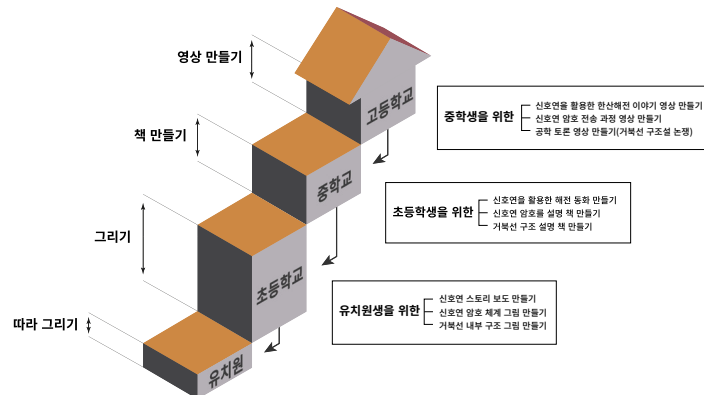 영상 만들기
고등학교
중학생을 위한
신호연을 활용한 한산해전 이야기 영상 만들기
신호연 암호 전송 과정 영상 만들기
공학 토론 영상 만들기(거북선 구조설 논쟁)
책 만들기
중학교
초등학생을 위한
신호연을 활용한 해전 동화 만들기
신호연 암호를 설명 책 만들기
거북선 구조 설명 책 만들기
그리기
초등학교
유치원생을 위한
신호연 스토리 보도 만들기
신호연 암호 체계 그림 만들기
거북선 내부 구조 그림 만들기
따라 그리기
유치원